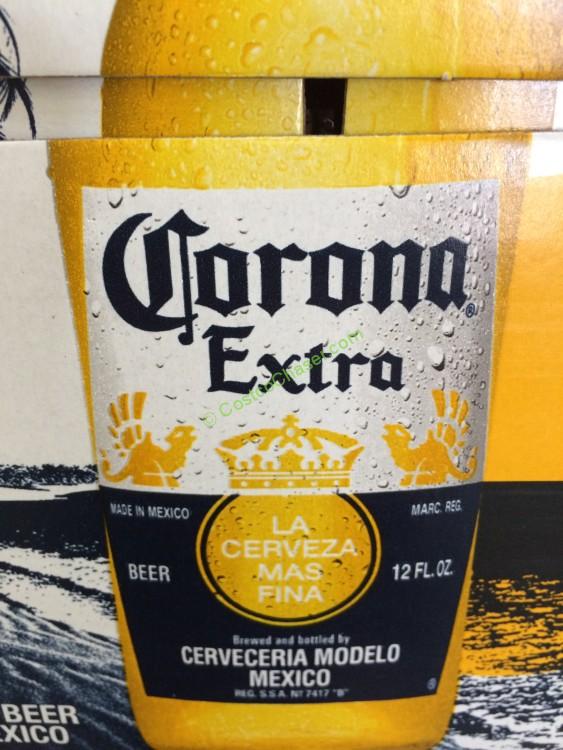 Corona
Extra
®
© CostcoChaser.com
MADE IN MEXICO
MARC. REG.
LA
CERVEZA
MAS
FINA
BEER
12 FL. OZ.
Brewed and bottled by
CERVECERIA MODELO
MEXICO
REG. S.S.A. Nº 7417 "B"
®
BEER